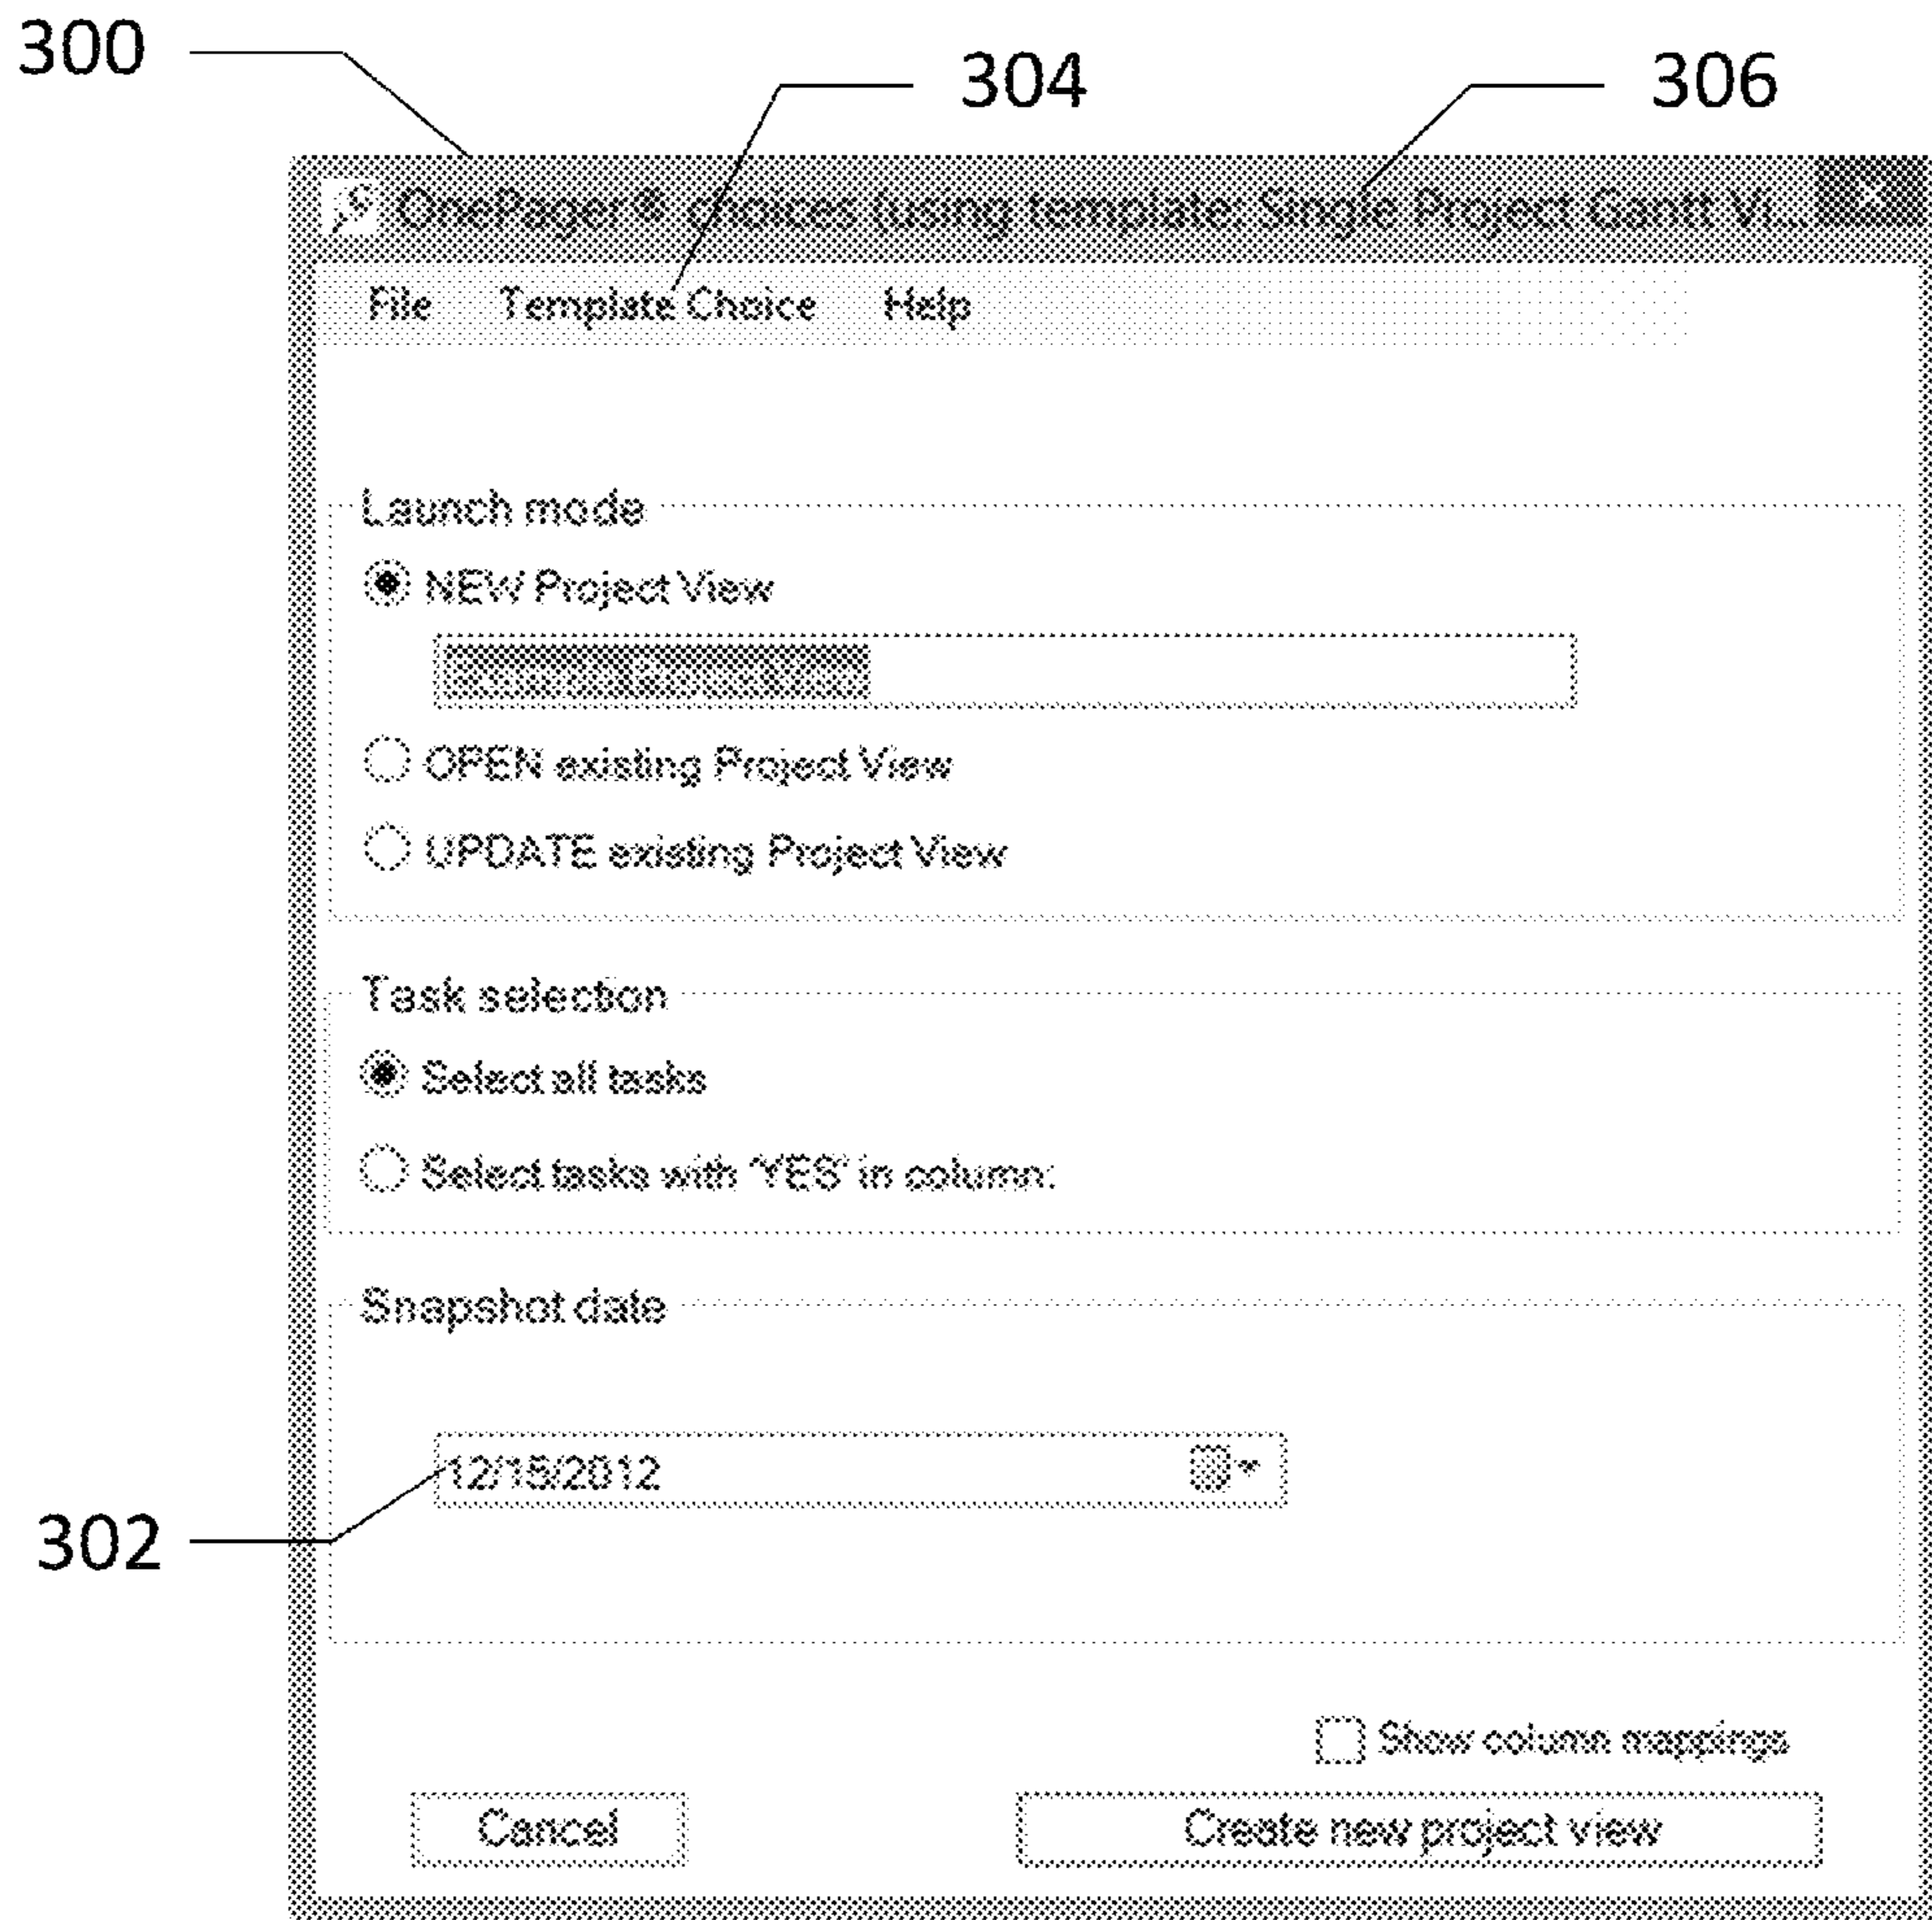 300
304
306
OnePager® choices (using template: Single Project Gantt Vi...
File Template Choice Help
Launch mode
NEW Project View
OPEN existing Project View
UPDATE existing Project View
Task selection
Select all tasks
Select tasks with 'YES' in column:
Snapshot date
12/15/2012
302
Show column mappings
Cancel Create new project view